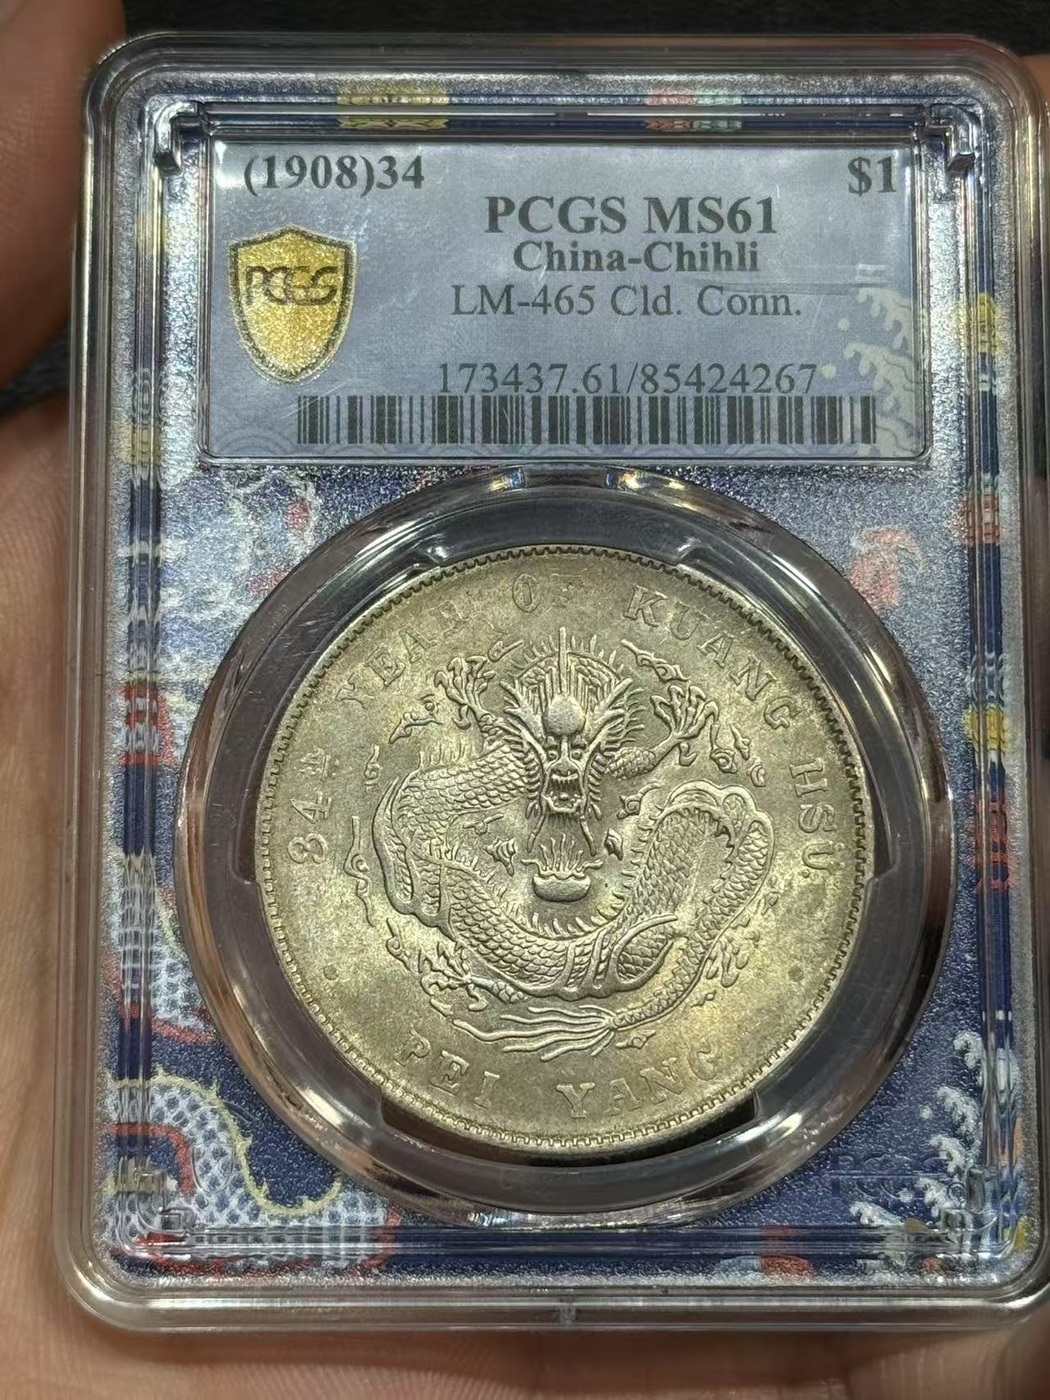 (1908)34 $1
PCGS MS61
China-Chihli
LM-465 Cld. Conn.
PCGS
173437.61/85424267
34TH YEAR OF KUANG HSU.
PEI YANG